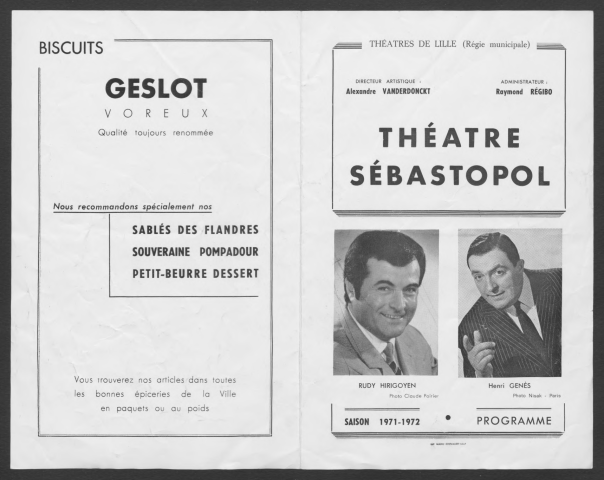 BISCUITS
GESLOT
VOREUX
Qualité toujours renommée
Nous recommandons spécialement nos
SABLÉS DES FLANDRES
SOUVERAINE POMPADOUR
PETIT-BEURRE DESSERT
Vous trouverez nos articles dans toutes
les bonnes épiceries de la Ville
en paquets ou au poids
THÉATRES DE LILLE (Régie municipale)
DIRECTEUR ARTISTIQUE :
Alexandre VANDERDONCKT
ADMINISTRATEUR :
Raymond RÉGIBO
THÉATRE
SÉBASTOPOL
RUDY HIRIGOYEN
Photo Claude Poirier
Henri GENÈS
Photo Nisak - Paris
SAISON 1971-1972 • PROGRAMME